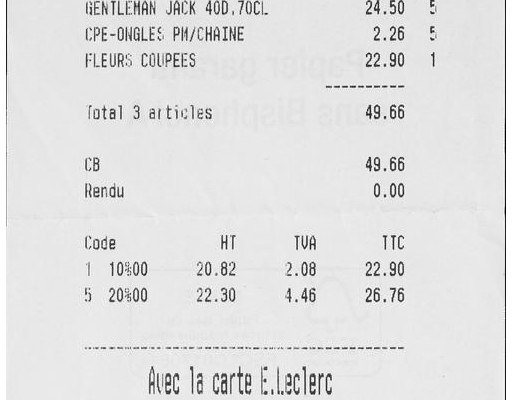 GENTLEMAN JACK 40D,70CL 24.50 5
CPE-ONGLES PM/CHAINE 2.26 5
FLEURS COUPEES 22.90 1
Total 3 articles 49.66
CB 49.66
Rendu 0.00
Code HT TVA TTC
1 10%00 20.82 2.08 22.90
5 20%00 22.30 4.46 26.76
Avec la carte E.Leclerc